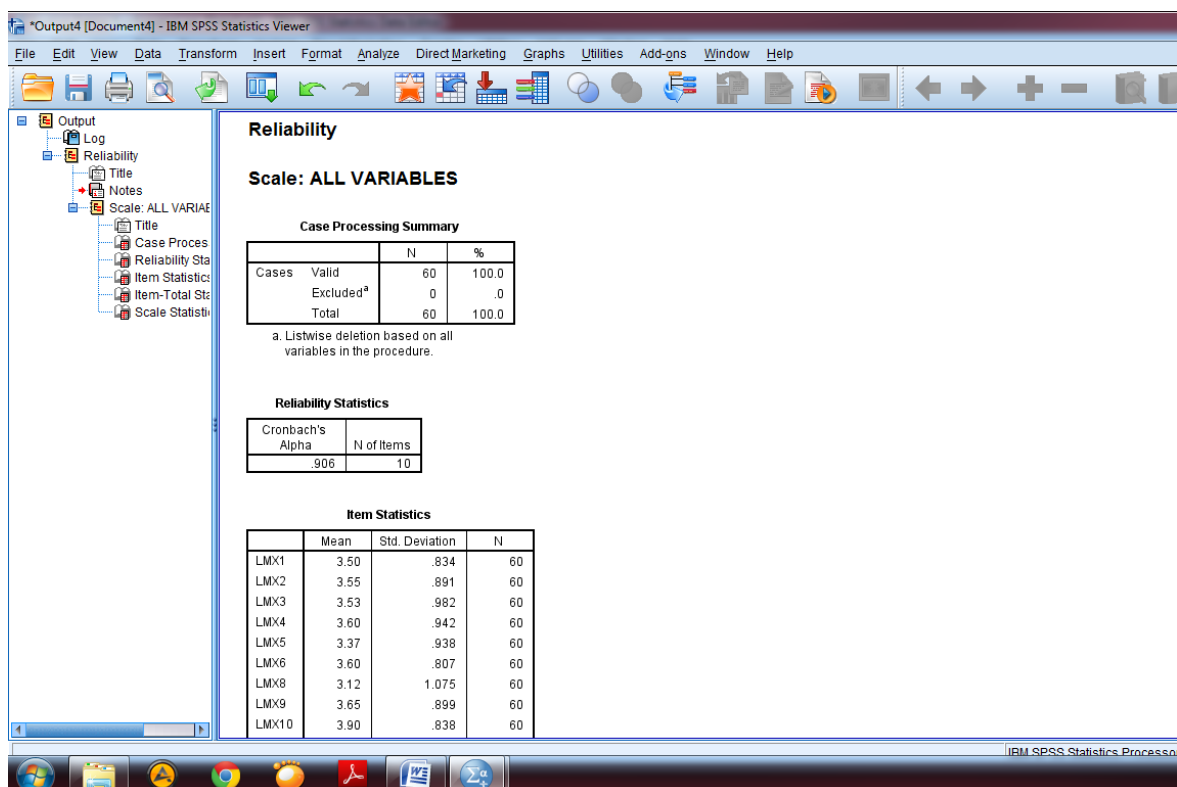 *Output4 [Document4] - IBM SPSS Statistics Viewer
File Edit View Data Transform Insert Format Analyze Direct Marketing Graphs Utilities Add-ons Window Help
Output
Log
Reliability
Title
Notes
Scale: ALL VARIAB
Title
Case Proces
Reliability Sta
Item Statistics
Item-Total Sta
Scale Statisti
Reliability
Scale: ALL VARIABLES
Case Processing Summary
N %
Cases Valid 60 100.0
Excludedª 0 .0
Total 60 100.0
a. Listwise deletion based on all
variables in the procedure.
Reliability Statistics
Cronbach's
Alpha N of Items
.906 10
Item Statistics
Mean Std. Deviation N
LMX1 3.50 .834 60
LMX2 3.55 .891 60
LMX3 3.53 .982 60
LMX4 3.60 .942 60
LMX5 3.37 .938 60
LMX6 3.60 .807 60
LMX8 3.12 1.075 60
LMX9 3.65 .899 60
LMX10 3.90 .838 60
IBM SPSS Statistics Processo